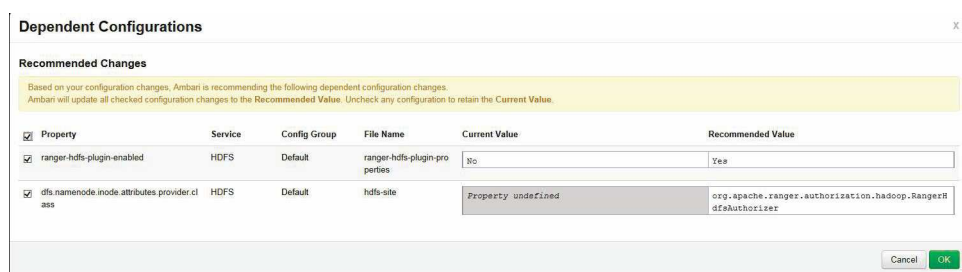 Dependent Configurations
X
Recommended Changes
Based on your configuration changes, Ambari is recommending the following dependent configuration changes.
Ambari will update all checked configuration changes to the Recommended Value. Uncheck any configuration to retain the Current Value.
Property Service Config Group File Name Current Value Recommended Value
ranger-hdfs-plugin-enabled HDFS Default ranger-hdfs-plugin-pro No Yes
perties
dfs.namenode.inode.attributes.provider.cl HDFS Default hdfs-site Property undefined org.apache.ranger.authorization.hadoop.RangerH
ass dfsAuthorizer
Cancel OK